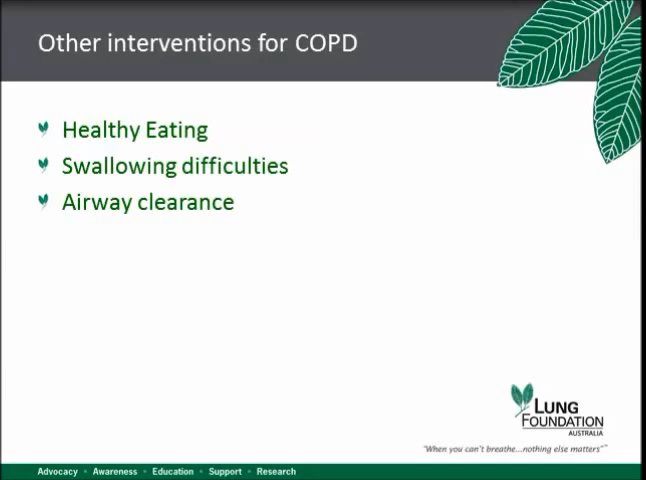 Other interventions for COPD
Healthy Eating
Swallowing difficulties
Airway clearance
LUNG
FOUNDATION
AUSTRALIA
"When you can't breathe...nothing else matters"™
Advocacy • Awareness • Education • Support • Research